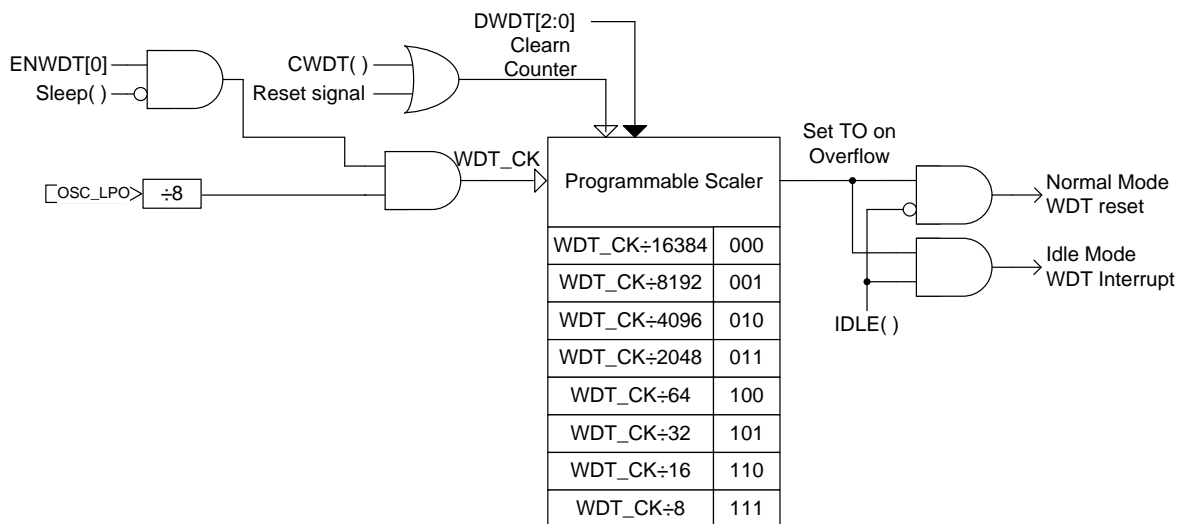 DWDT[2:0]
Clearn
Counter
ENWDT[0]
Sleep( )
CWDT( )
Reset signal
OSC_LPO
÷8
WDT_CK
Programmable Scaler
Set TO on
Overflow
Normal Mode
WDT reset
Idle Mode
WDT Interrupt
IDLE( )
WDT_CK÷16384 000
WDT_CK÷8192 001
WDT_CK÷4096 010
WDT_CK÷2048 011
WDT_CK÷64 100
WDT_CK÷32 101
WDT_CK÷16 110
WDT_CK÷8 111